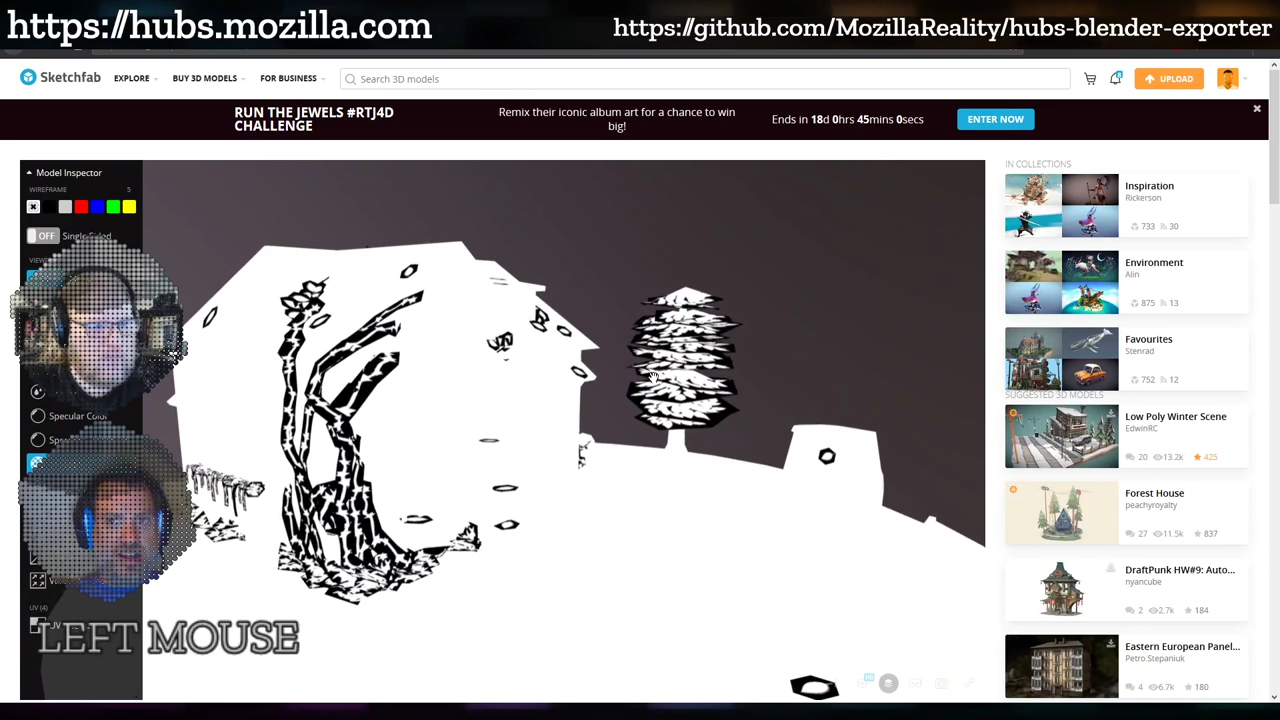 https://hubs.mozilla.com
https://github.com/MozillaReality/hubs-blender-exporter
Sketchfab
EXPLORE
BUY 3D MODELS
FOR BUSINESS
Search 3D models
UPLOAD
RUN THE JEWELS #RTJ4D
CHALLENGE
Remix their iconic album art for a chance to win
big!
Ends in 18d 0hrs 45mins 0secs
ENTER NOW
Model Inspector
WIREFRAME
5
OFF
Specular Color
UV (4)
LEFT MOUSE
HD
IN COLLECTIONS
Inspiration
Rickerson
733 30
Environment
Alin
875 13
Favourites
Stenrad
752 12
SUGGESTED 3D MODELS
Low Poly Winter Scene
EdwinRC
20 13.2k 425
Forest House
peachyroyalty
27 11.5k 837
DraftPunk HW#9: Auto...
nyancube
2 2.7k 184
Eastern European Panel...
Petro.Stepaniuk
4 6.7k 180